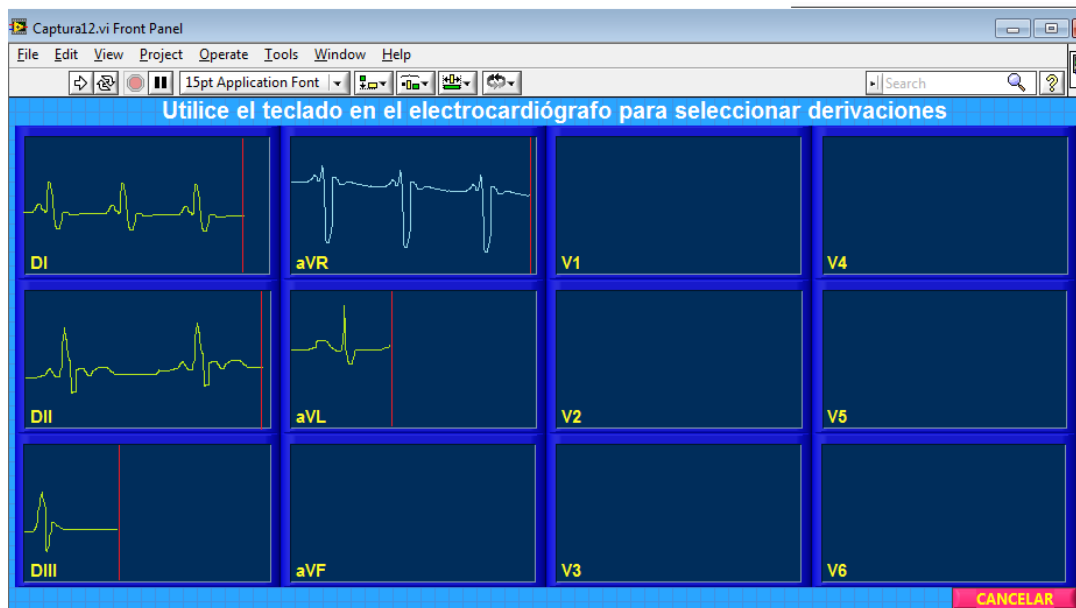 Captura12.vi Front Panel
File Edit View Project Operate Tools Window Help
15pt Application Font
Search
?
Utilice el teclado en el electrocardiógrafo para seleccionar derivaciones
DI
aVR
V1
V4
DII
aVL
V2
V5
DIII
aVF
V3
V6
CANCELAR